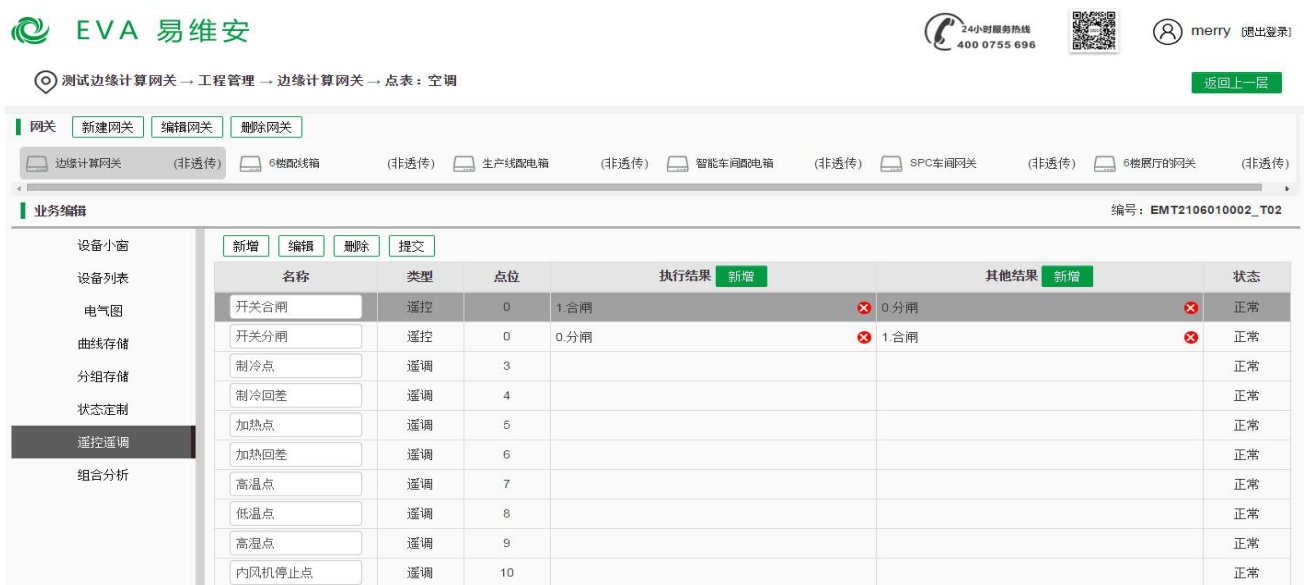 EVA 易维安
24小时服务热线
400 0755 696
merry [退出登录]
测试边缘计算网关→工程管理→边缘计算网关→点表：空调
返回上一层
网关 新建网关 编辑网关 删除网关
边缘计算网关 (非透传) 6楼配线箱 (非透传) 生产线配电箱 (非透传) 智能车间配电箱 (非透传) SPC车间网关 (非透传) 6楼展厅的网关 (非透传)
业务编辑 编号：EMT2106010002_T02
设备小窗
设备列表
电气图
曲线存储
分组存储
状态定制
遥控遥调
组合分析
新增 编辑 删除 提交
名称 类型 点位 执行结果 新增 其他结果 新增 状态
开关合闸 遥控 0 1.合闸 0.分闸 正常
开关分闸 遥控 0 0.分闸 1.合闸 正常
制冷点 遥调 3 正常
制冷回差 遥调 4 正常
加热点 遥调 5 正常
加热回差 遥调 6 正常
高温点 遥调 7 正常
低温点 遥调 8 正常
高湿点 遥调 9 正常
内风机停止点 遥调 10 正常